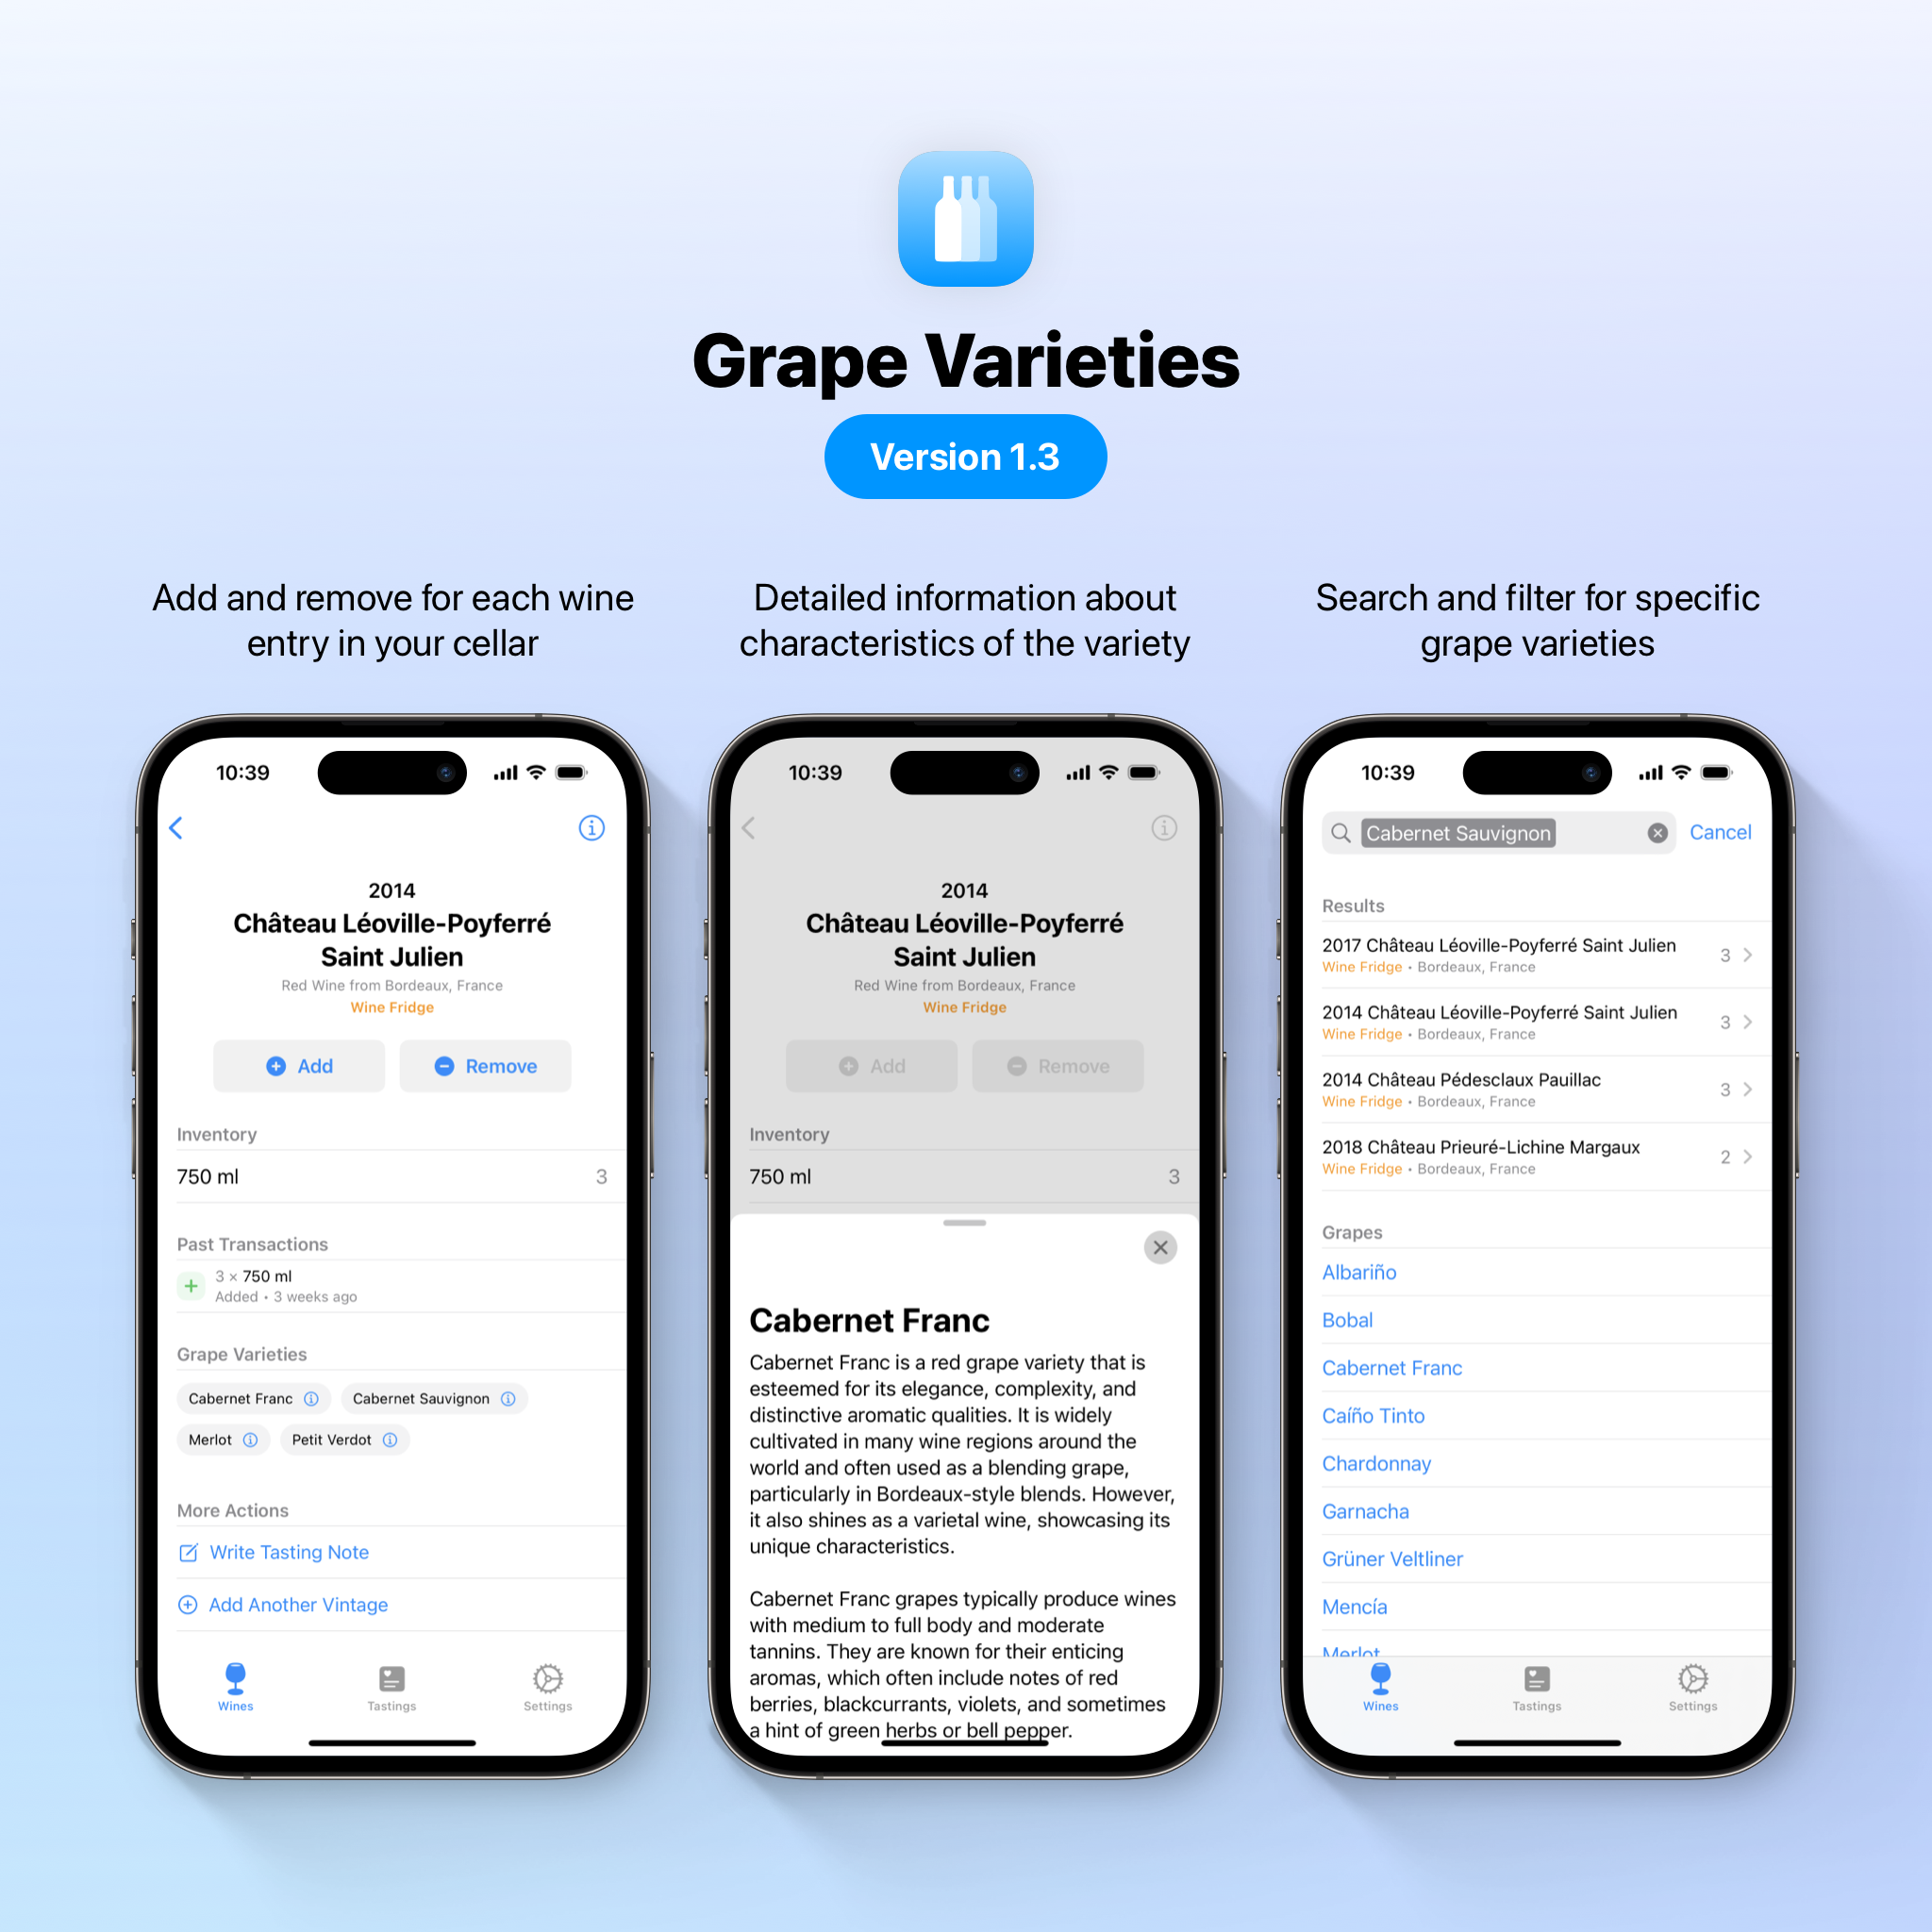 Grape Varieties
Version 1.3
Add and remove for each wine
entry in your cellar
10:39
2014
Château Léoville-Poyferré
Saint Julien
Red Wine from Bordeaux, France
Wine Fridge
Add
Remove
Inventory
750 ml 3
Past Transactions
3 × 750 ml
Added • 3 weeks ago
Grape Varieties
Cabernet Franc
Cabernet Sauvignon
Merlot
Petit Verdot
More Actions
Write Tasting Note
Add Another Vintage
Wines
Tastings
Settings
Detailed information about
characteristics of the variety
10:39
2014
Château Léoville-Poyferré
Saint Julien
Red Wine from Bordeaux, France
Wine Fridge
Add
Remove
Inventory
750 ml 3
Cabernet Franc
Cabernet Franc is a red grape variety that is
esteemed for its elegance, complexity, and
distinctive aromatic qualities. It is widely
cultivated in many wine regions around the
world and often used as a blending grape,
particularly in Bordeaux-style blends. However,
it also shines as a varietal wine, showcasing its
unique characteristics.
Cabernet Franc grapes typically produce wines
with medium to full body and moderate
tannins. They are known for their enticing
aromas, which often include notes of red
berries, blackcurrants, violets, and sometimes
a hint of green herbs or bell pepper.
Search and filter for specific
grape varieties
10:39
Cabernet Sauvignon
Cancel
Results
2017 Château Léoville-Poyferré Saint Julien
Wine Fridge • Bordeaux, France
3
2014 Château Léoville-Poyferré Saint Julien
Wine Fridge • Bordeaux, France
3
2014 Château Pédesclaux Pauillac
Wine Fridge • Bordeaux, France
3
2018 Château Prieuré-Lichine Margaux
Wine Fridge • Bordeaux, France
2
Grapes
Albariño
Bobal
Cabernet Franc
Caíño Tinto
Chardonnay
Garnacha
Grüner Veltliner
Mencía
Merlot
Wines
Tastings
Settings